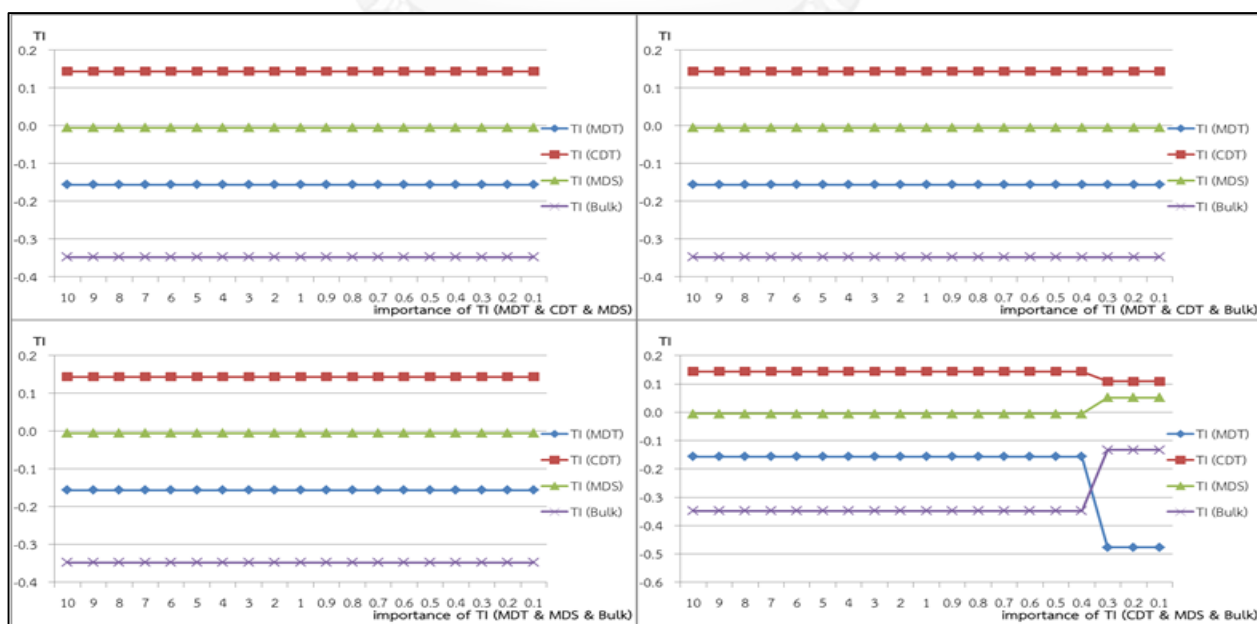 TI
0.2
0.1
0.0
-0.1
-0.2
-0.3
-0.4
10 9 8 7 6 5 4 3 2 1 0.9 0.8 0.7 0.6 0.5 0.4 0.3 0.2 0.1
importance of TI (MDT & CDT & MDS)
TI (MDT)
TI (CDT)
TI (MDS)
TI (Bulk)
TI
0.2
0.1
0.0
-0.1
-0.2
-0.3
-0.4
10 9 8 7 6 5 4 3 2 1 0.9 0.8 0.7 0.6 0.5 0.4 0.3 0.2 0.1
importance of TI (MDT & CDT & Bulk)
TI (MDT)
TI (CDT)
TI (MDS)
TI (Bulk)
TI
0.2
0.1
0.0
-0.1
-0.2
-0.3
-0.4
10 9 8 7 6 5 4 3 2 1 0.9 0.8 0.7 0.6 0.5 0.4 0.3 0.2 0.1
importance of TI (MDT & MDS & Bulk)
TI (MDT)
TI (CDT)
TI (MDS)
TI (Bulk)
TI
0.2
0.1
0.0
-0.1
-0.2
-0.3
-0.4
-0.5
-0.6
10 9 8 7 6 5 4 3 2 1 0.9 0.8 0.7 0.6 0.5 0.4 0.3 0.2 0.1
importance of TI (CDT & MDS & Bulk)
TI (MDT)
TI (CDT)
TI (MDS)
TI (Bulk)